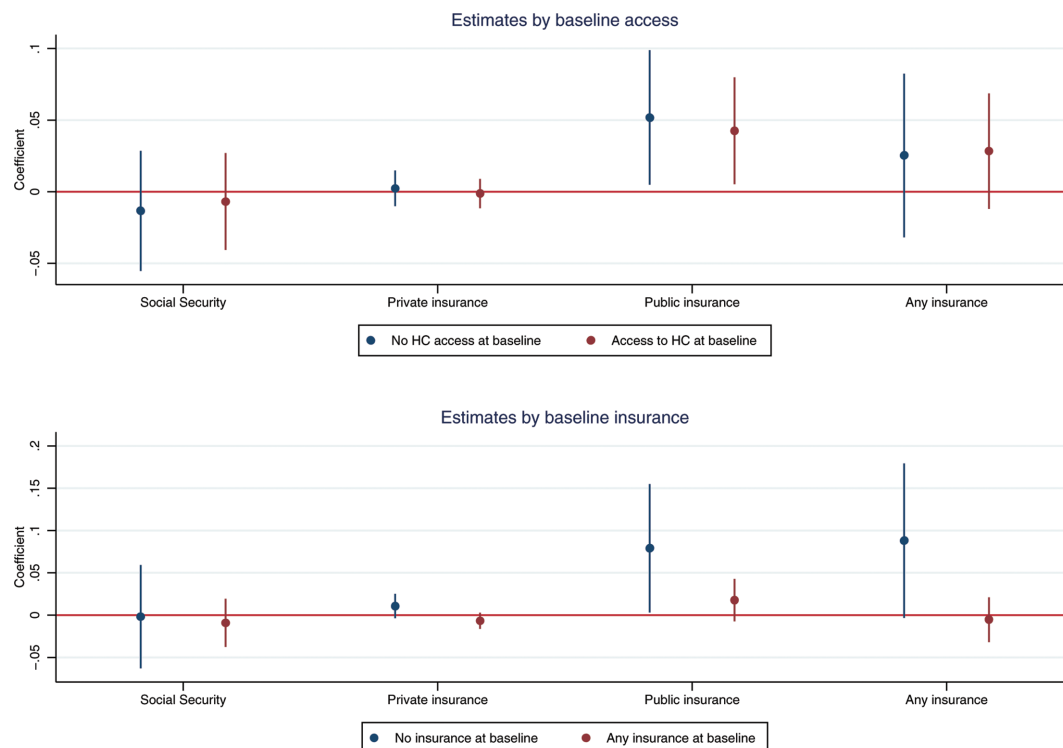 Estimates by baseline access
Coefficient
.1
.05
0
-.05
Social Security Private insurance Public insurance Any insurance
No HC access at baseline Access to HC at baseline
Estimates by baseline insurance
Coefficient
.2
.15
.1
.05
0
-.05
Social Security Private insurance Public insurance Any insurance
No insurance at baseline Any insurance at baseline